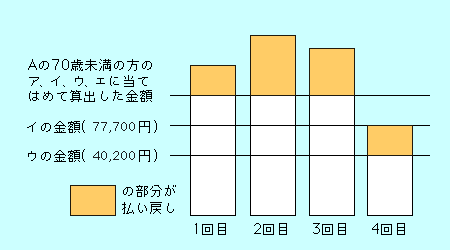 Aの70歳未満の方の
ア、イ、ウ、エに当て
はめて算出した金額
イの金額( 77,700円)
ウの金額( 40,200円)
の部分が
払い戻し
1回目
2回目
3回目
4回目